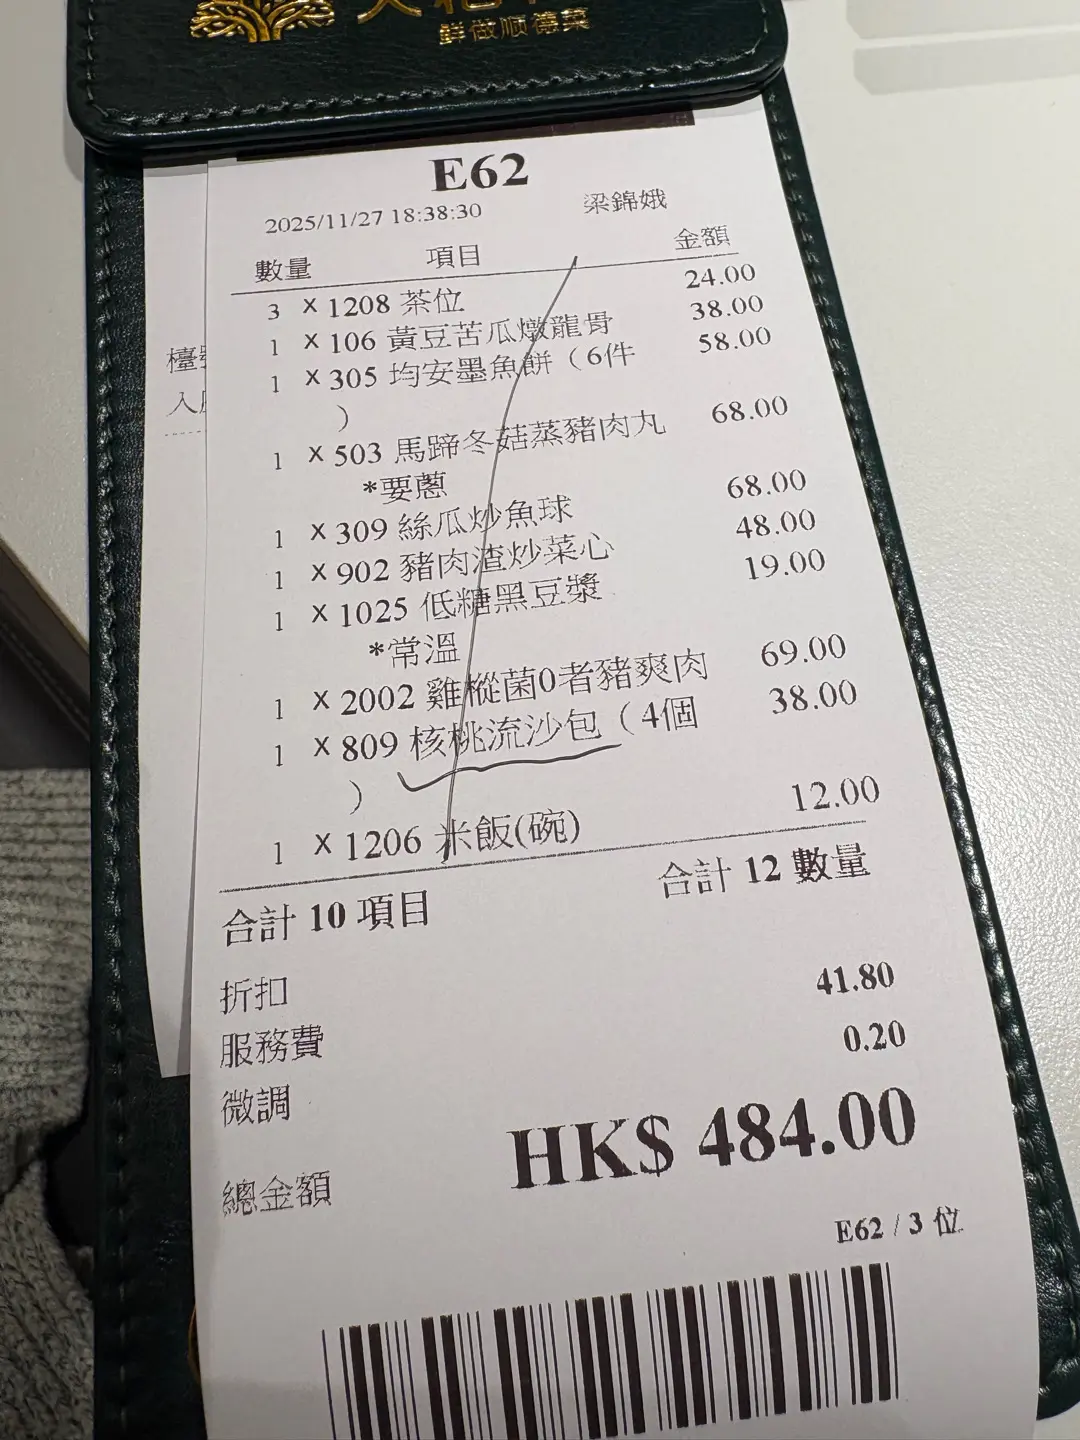 鮮做顺德菜
E62
2025/11/27 18:38:30 梁錦娥
數量 項目 金額
3 x 1208 茶位 24.00
1 x 106 黃豆苦瓜燉龍骨 38.00
1 x 305 均安墨魚餅（6件 58.00
）
1 x 503 馬蹄冬菇蒸豬肉丸 68.00
*要蔥
1 x 309 絲瓜炒魚球 68.00
1 x 902 豬肉渣炒菜心 48.00
1 x 1025 低糖黑豆漿 19.00
*常溫
1 x 2002 雞樅菌0者豬爽肉 69.00
1 x 809 核桃流沙包（4個 38.00
）
1 x 1206 米飯(碗) 12.00
合計 10 項目 合計 12 數量
折扣
服務費 41.80
微調 0.20
總金額 HK$ 484.00
E62 / 3 位